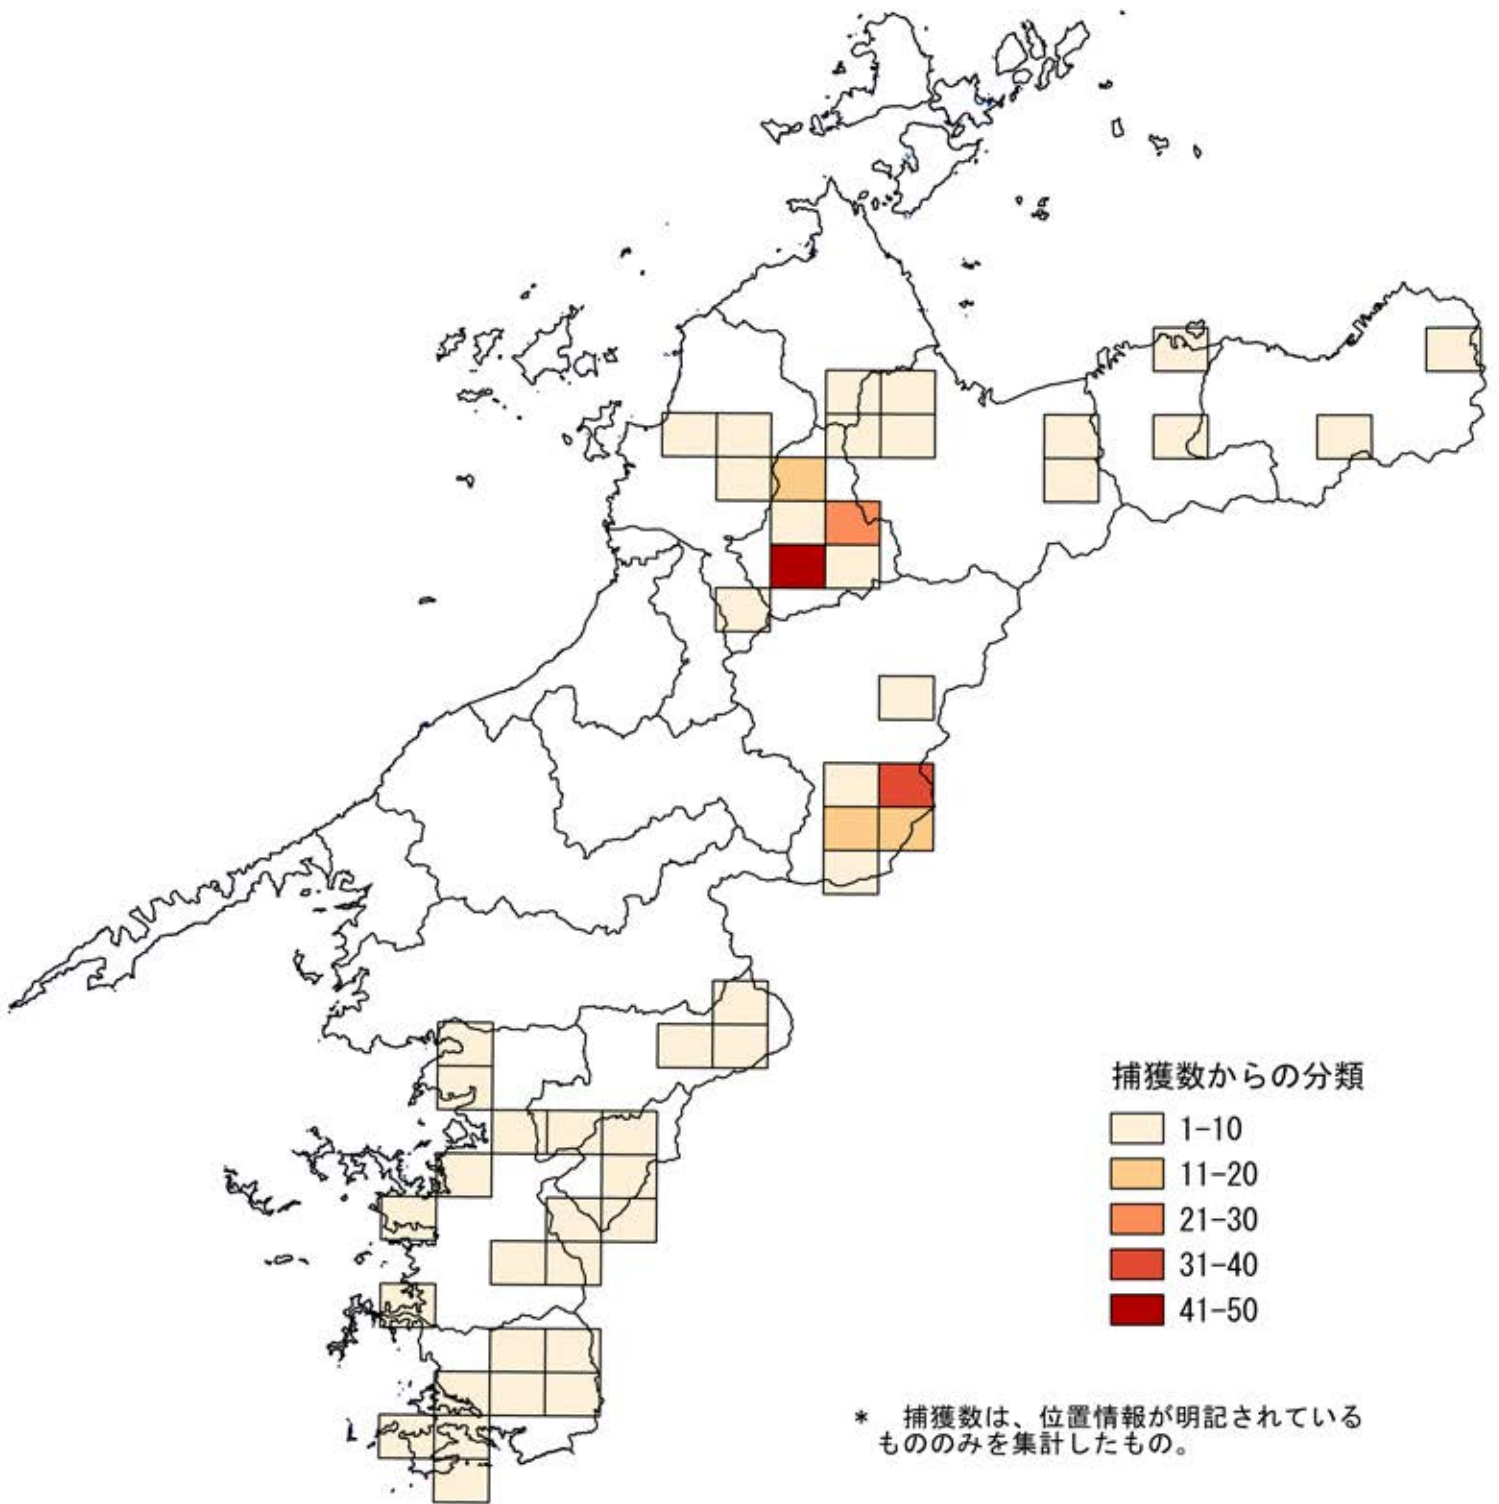 捕獲数からの分類
1-10
11-20
21-30
31-40
41-50
* 捕獲数は、位置情報が明記されている
もののみを集計したもの。